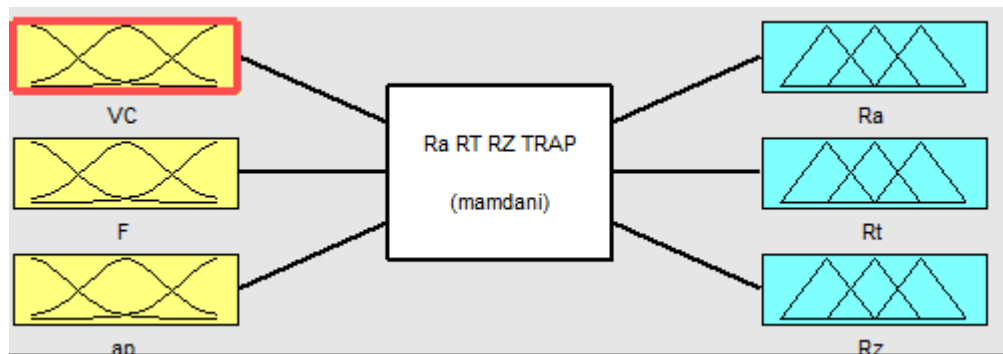 VC
F
ap
Ra RT RZ TRAP
(mamdani)
Ra
Rt
Rz